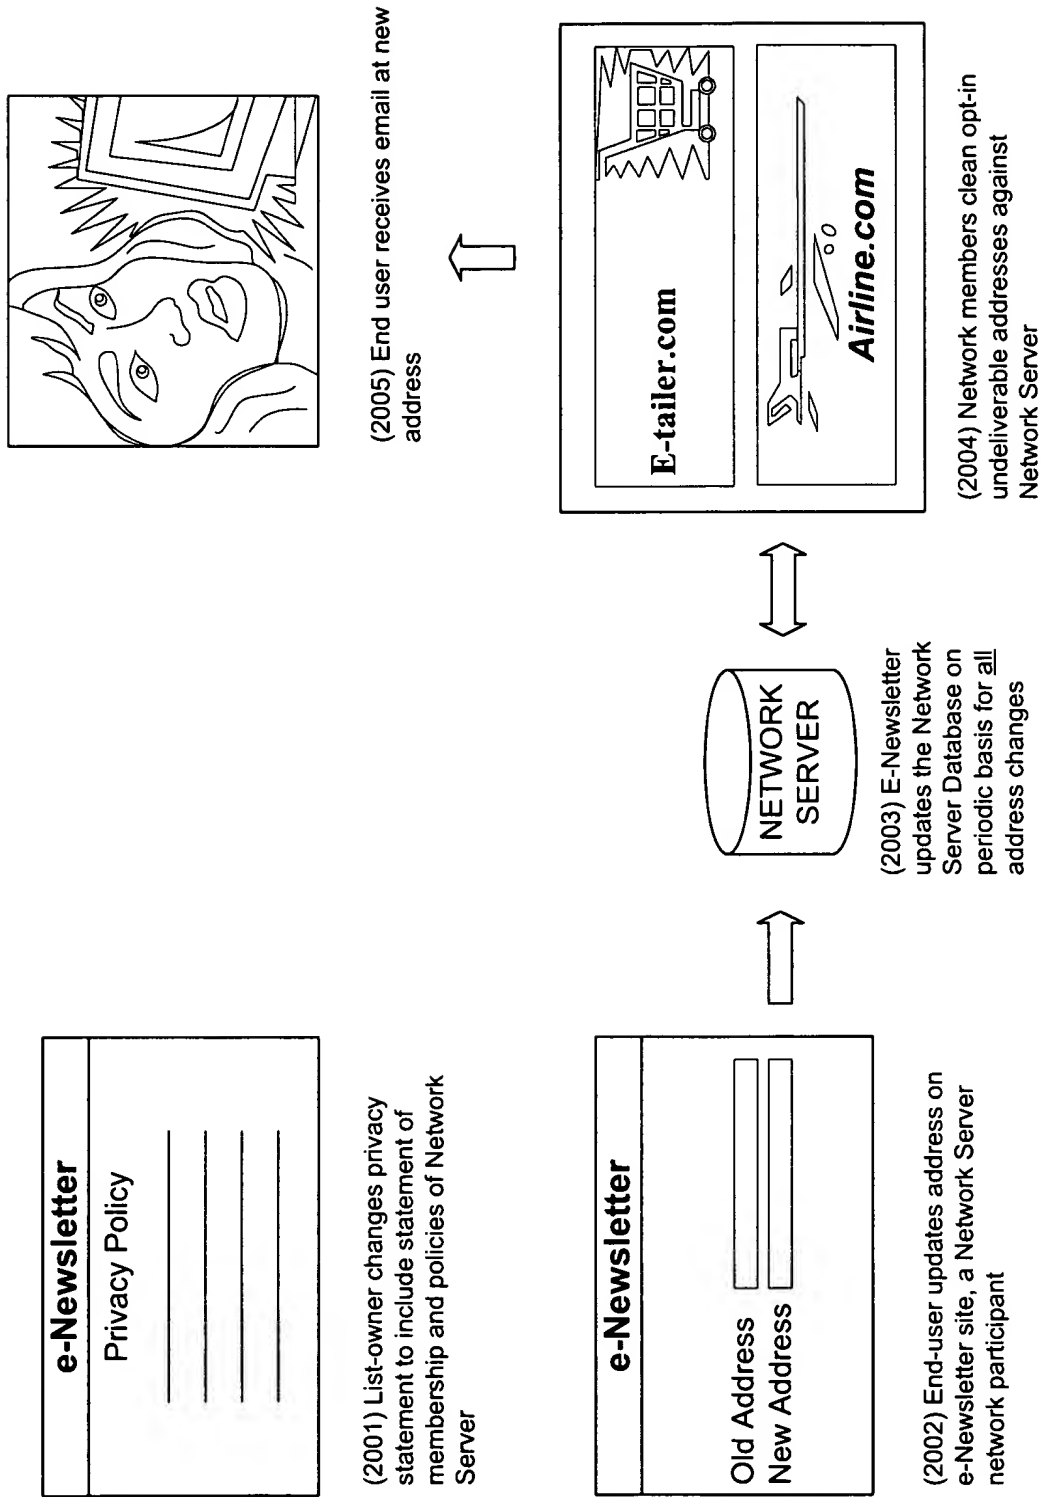 e-Newsletter
Privacy Policy
(2001) List-owner changes privacy
statement to include statement of
membership and policies of Network
Server
e-Newsletter
Old Address
New Address
(2002) End-user updates address on
e-Newsletter site, a Network Server
network participant
NETWORK
SERVER
(2003) E-Newsletter
updates the Network
Server Database on
periodic basis for all
address changes
E-tailer.com
Airline.com
(2004) Network members clean opt-in
undeliverable addresses against
Network Server
(2005) End user receives email at new
address